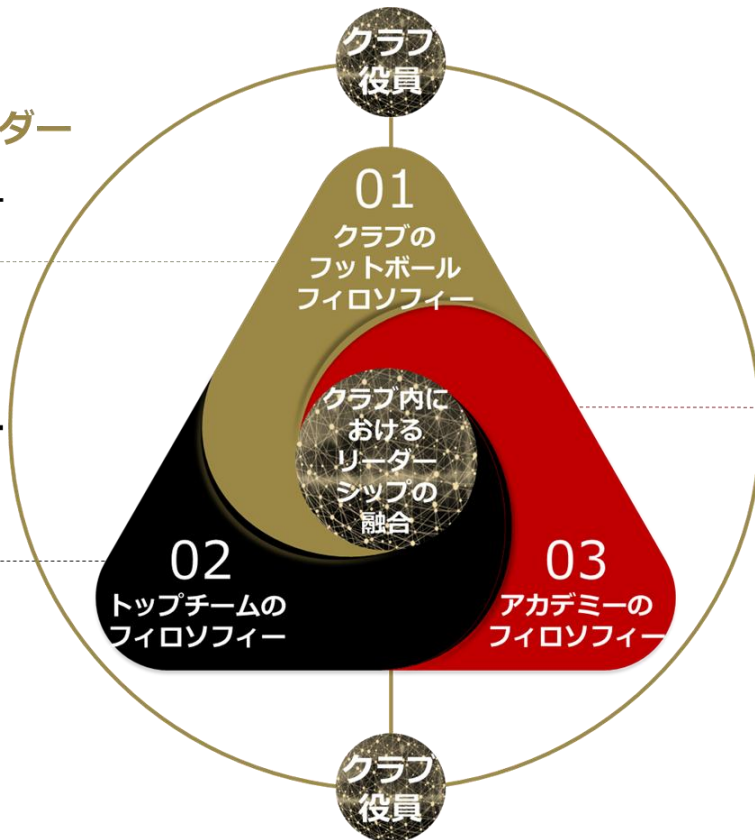 クラブ
役員
ダー
01
クラブの
フットボール
フィロソフィー
クラブ内に
おける
リーダー
シップの
融合
02
トップチームの
フィロソフィー
03
アカデミーの
フィロソフィー
クラブ
役員